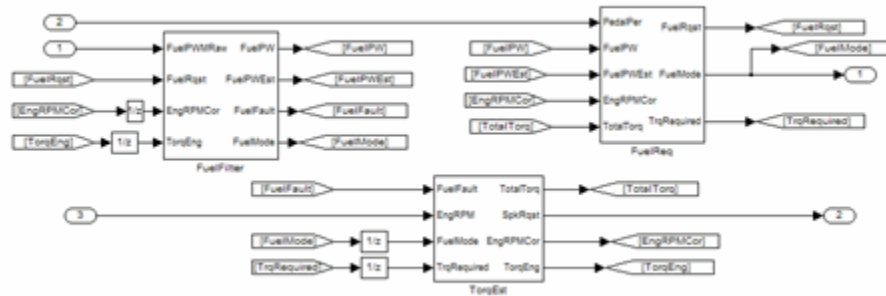 2
1
[FuelRqst]
[EngRPMCor]
1/z
[TorqEng]
1/z
FuelPWMRaw
FuelRqst
EngRPMCor
TorqEng
FuelPW
FuelPWEst
FuelFault
FuelMode
FuelFilter
[FuelPW]
[FuelPWEst]
[FuelFault]
[FuelMode]
[FuelPW]
[FuelPWEst]
[EngRPMCor]
[TotalTorq]
PedalPer
FuelPW
FuelPWEst
EngRPMCor
TotalTorq
FuelRqst
FuelMode
TrqRequired
FuelReq
[FuelRqst]
[FuelMode]
1
[TrqRequired]
[FuelFault]
3
[FuelMode]
1/z
[TrqRequired]
1/z
FuelFault
EngRPM
FuelMode
TrqRequired
TotalTorq
SpkRqst
EngRPMCor
TorqEng
TorqEst
[TotalTorq]
2
[EngRPMCor]
[TorqEng]